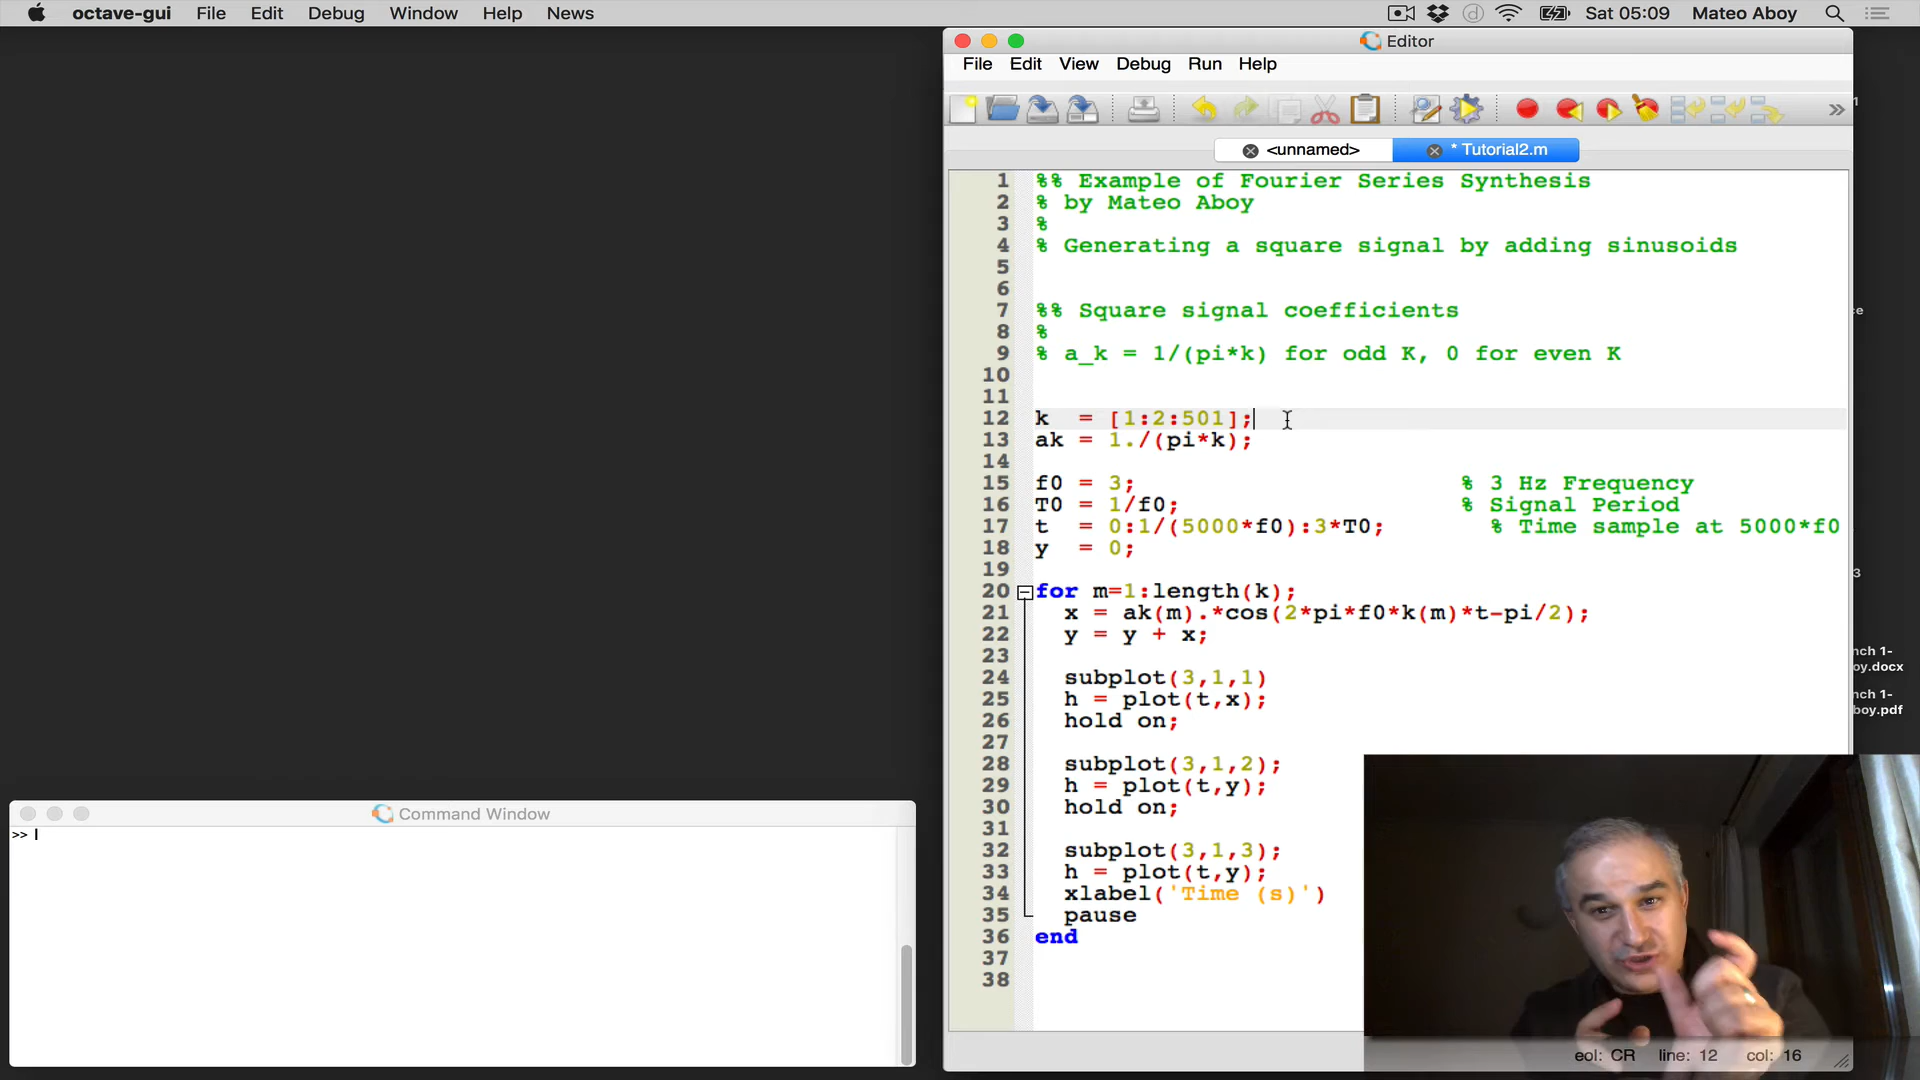 octave-gui File Edit Debug Window Help News
Sat 05:09 Mateo Aboy
Editor
File Edit View Debug Run Help
<unnamed>
* Tutorial2.m
1 %% Example of Fourier Series Synthesis
2 % by Mateo Aboy
3 %
4 % Generating a square signal by adding sinusoids
5
6
7 %% Square signal coefficients
8 %
9 % a_k = 1/(pi*k) for odd K, 0 for even K
10
11
12 k = [1:2:501];
13 ak = 1./(pi*k);
14
15 f0 = 3; % 3 Hz Frequency
16 T0 = 1/f0; % Signal Period
17 t = 0:1/(5000*f0):3*T0; % Time sample at 5000*f0
18 y = 0;
19
20 for m=1:length(k);
21 x = ak(m).*cos(2*pi*f0*k(m)*t-pi/2);
22 y = y + x;
23
24 subplot(3,1,1)
25 h = plot(t,x);
26 hold on;
27
28 subplot(3,1,2);
29 h = plot(t,y);
30 hold on;
31
32 subplot(3,1,3);
33 h = plot(t,y);
34 xlabel('Time (s)')
35 pause
36 end
37
38
eol: CR line: 12 col: 16
Command Window
>>
nch 1-
oy.docx
nch 1-
boy.pdf